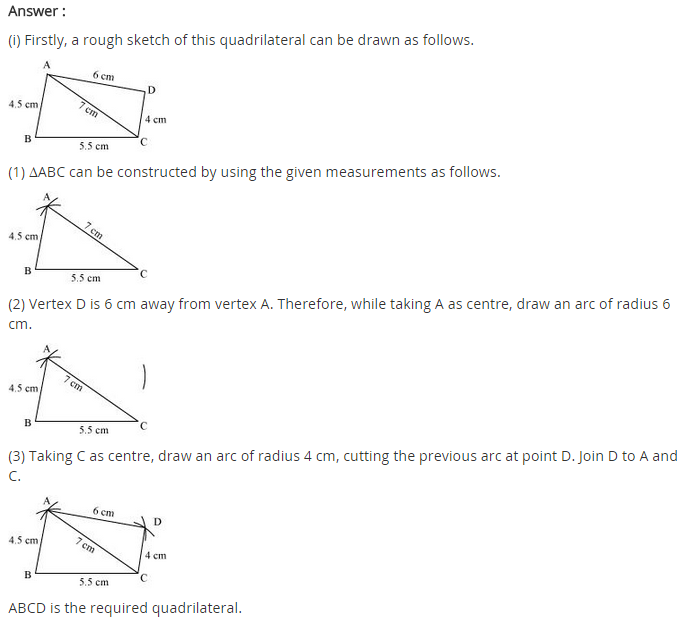 Answer :
(i) Firstly, a rough sketch of this quadrilateral can be drawn as follows.
A
6 cm
D
4.5 cm
7 cm
4 cm
B
C
5.5 cm
(1) ΔABC can be constructed by using the given measurements as follows.
A
7 cm
4.5 cm
B
C
5.5 cm
(2) Vertex D is 6 cm away from vertex A. Therefore, while taking A as centre, draw an arc of radius 6
cm.
A
7 cm
4.5 cm
B
C
5.5 cm
(3) Taking C as centre, draw an arc of radius 4 cm, cutting the previous arc at point D. Join D to A and
C.
A
6 cm
D
4.5 cm
7 cm
4 cm
B
C
5.5 cm
ABCD is the required quadrilateral.